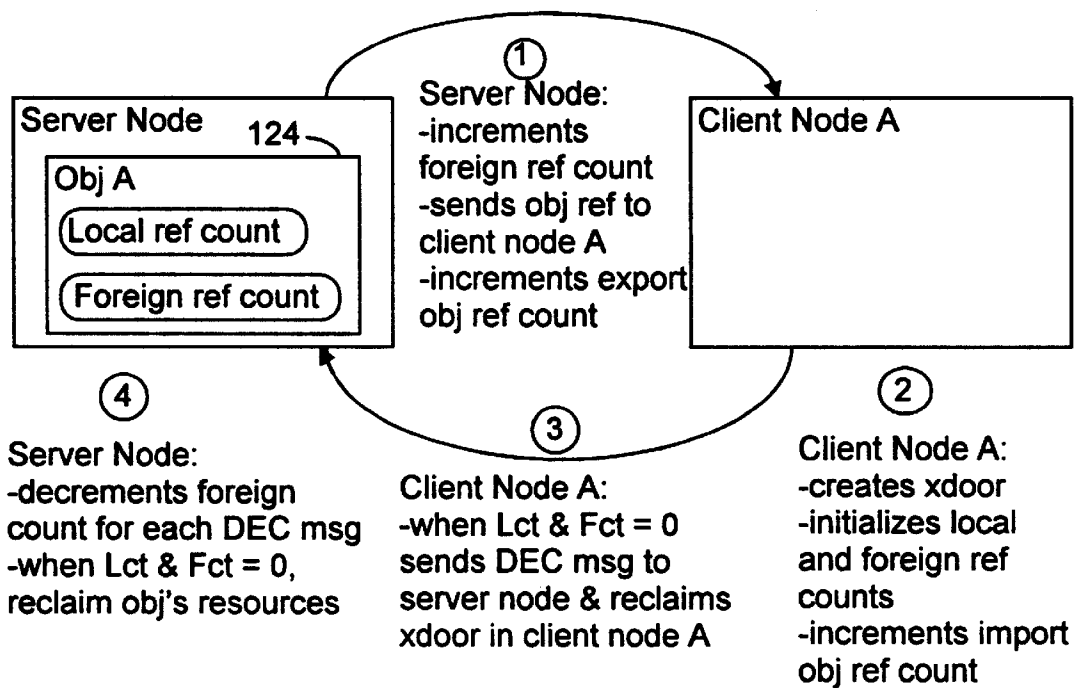 1
Server Node
124
Obj A
Local ref count
Foreign ref count
Server Node:
-increments
foreign ref count
-sends obj ref to
client node A
-increments export
obj ref count
Client Node A
2
Client Node A:
-creates xdoor
-initializes local
and foreign ref
counts
-increments import
obj ref count
3
Client Node A:
-when Lct & Fct = 0
sends DEC msg to
server node & reclaims
xdoor in client node A
4
Server Node:
-decrements foreign
count for each DEC msg
-when Lct & Fct = 0,
reclaim obj's resources